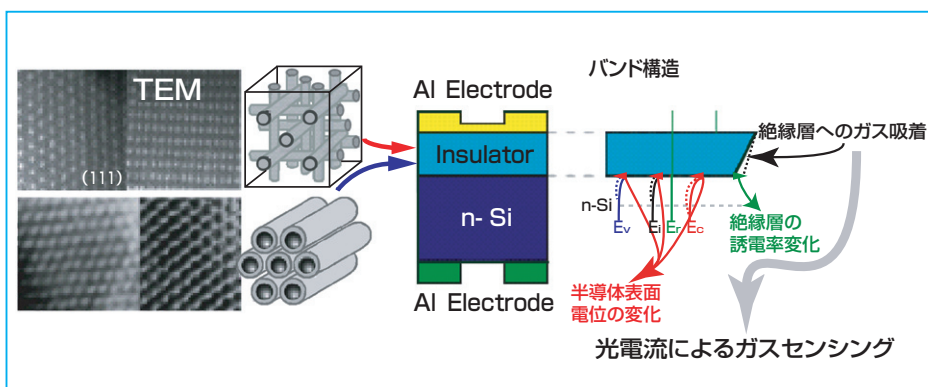 TEM
(111)
Al Electrode
Insulator
n- Si
Al Electrode
バンド構造
絶縁層へのガス吸着
n-Si
Ev
Ei
Ef
Ec
絶縁層の
誘電率変化
半導体表面
電位の変化
光電流によるガスセンシング